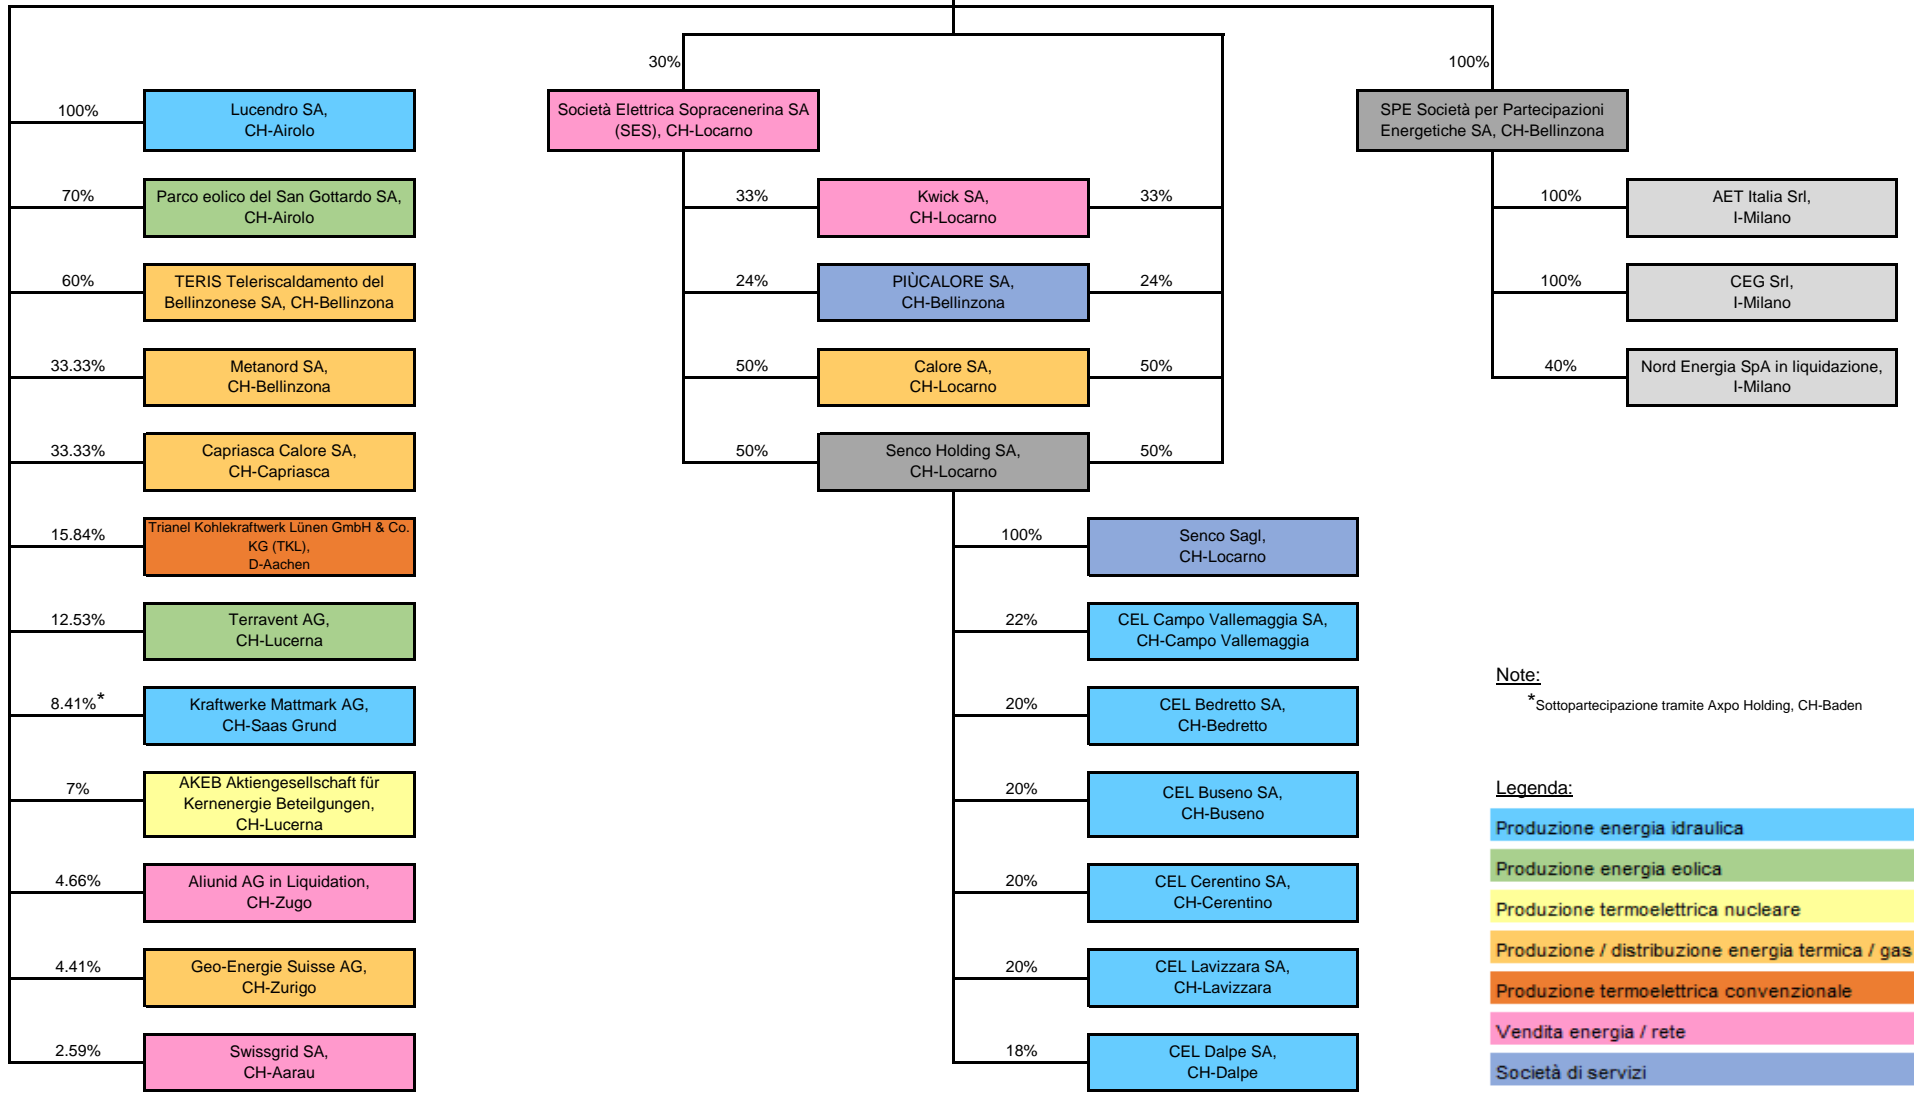 100%
Lucendro SA,
CH-Airolo
70%
Parco eolico del San Gottardo SA,
CH-Airolo
60%
TERIS Teleriscaldamento del
Bellinzonese SA, CH-Bellinzona
33.33%
Metanord SA,
CH-Bellinzona
33.33%
Capriasca Calore SA,
CH-Capriasca
15.84%
Trianel Kohlekraftwerk Lünen GmbH & Co.
KG (TKL),
D-Aachen
12.53%
Terravent AG,
CH-Lucerna
8.41%*
Kraftwerke Mattmark AG,
CH-Saas Grund
7%
AKEB Aktiengesellschaft für
Kernenergie Beteilgungen,
CH-Lucerna
4.66%
Aliunid AG in Liquidation,
CH-Zugo
4.41%
Geo-Energie Suisse AG,
CH-Zurigo
2.59%
Swissgrid SA,
CH-Aarau
30%
Società Elettrica Sopracenerina SA
(SES), CH-Locarno
33%
Kwick SA,
CH-Locarno
33%
24%
PIÙCALORE SA,
CH-Bellinzona
24%
50%
Calore SA,
CH-Locarno
50%
50%
Senco Holding SA,
CH-Locarno
50%
100%
Senco Sagl,
CH-Locarno
22%
CEL Campo Vallemaggia SA,
CH-Campo Vallemaggia
20%
CEL Bedretto SA,
CH-Bedretto
20%
CEL Buseno SA,
CH-Buseno
20%
CEL Cerentino SA,
CH-Cerentino
20%
CEL Lavizzara SA,
CH-Lavizzara
18%
CEL Dalpe SA,
CH-Dalpe
100%
SPE Società per Partecipazioni
Energetiche SA, CH-Bellinzona
100%
AET Italia Srl,
I-Milano
100%
CEG Srl,
I-Milano
40%
Nord Energia SpA in liquidazione,
I-Milano
Note:
*Sottopartecipazione tramite Axpo Holding, CH-Baden
Legenda:
Produzione energia idraulica
Produzione energia eolica
Produzione termoelettrica nucleare
Produzione / distribuzione energia termica / gas
Produzione termoelettrica convenzionale
Vendita energia / rete
Società di servizi